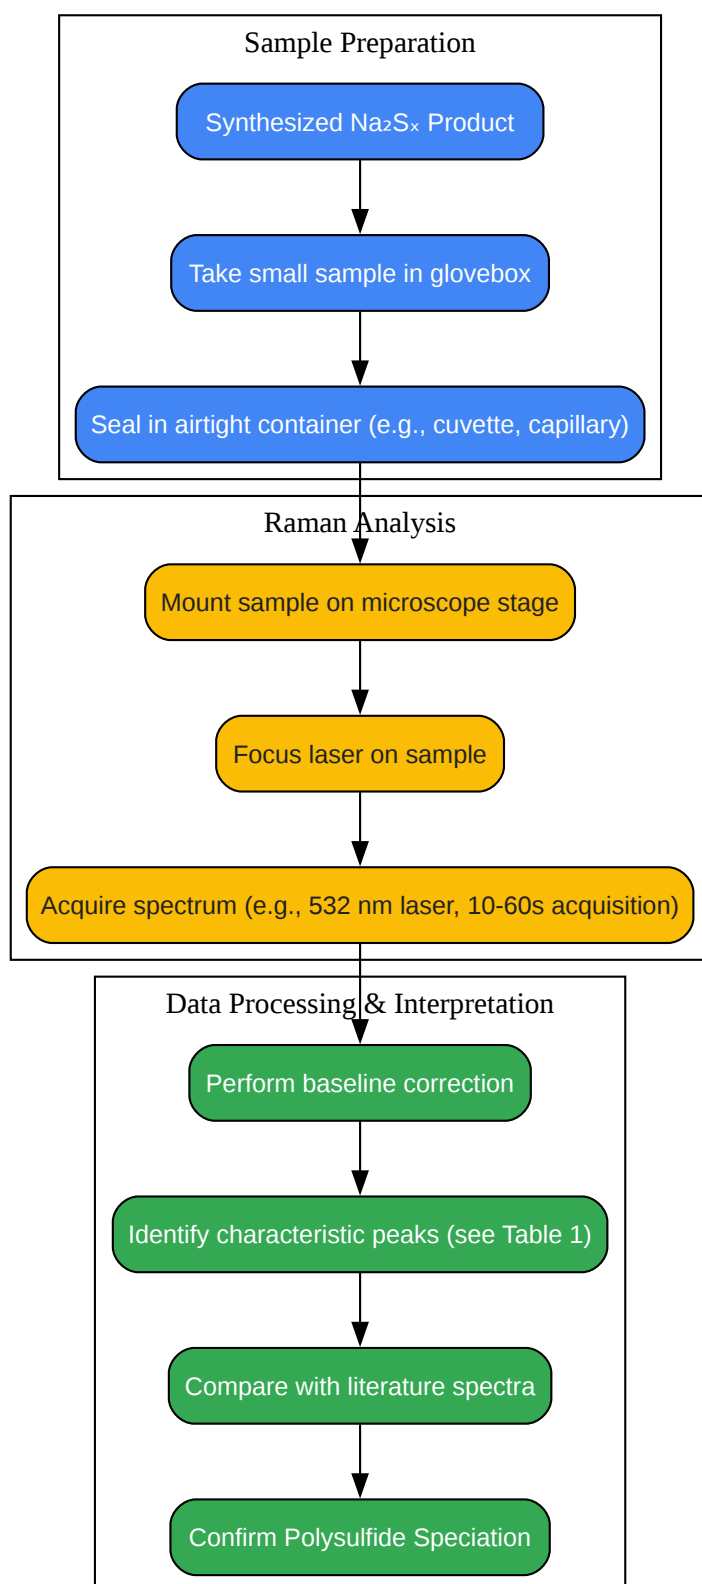 Sample Preparation
Synthesized Na₂Sₓ Product
Take small sample in glovebox
Seal in airtight container (e.g., cuvette, capillary)
Raman Analysis
Mount sample on microscope stage
Focus laser on sample
Acquire spectrum (e.g., 532 nm laser, 10-60s acquisition)
Data Processing & Interpretation
Perform baseline correction
Identify characteristic peaks (see Table 1)
Compare with literature spectra
Confirm Polysulfide Speciation